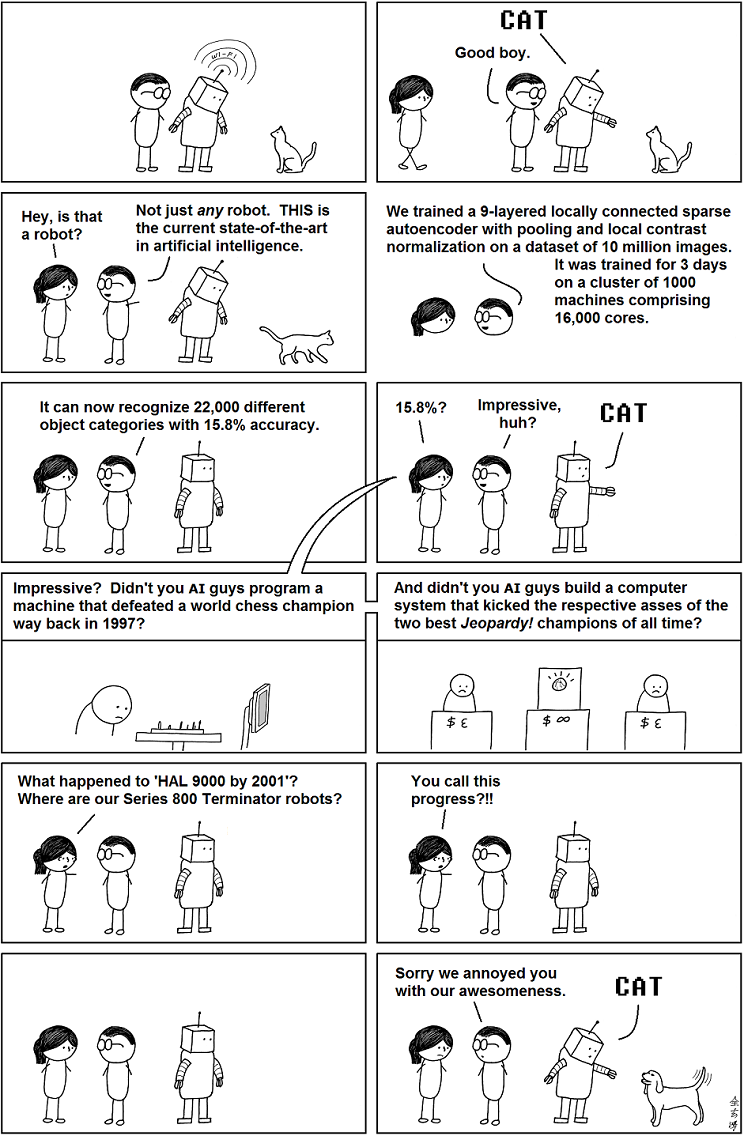 WI-FI
CAT
Good boy.
Hey, is that
a robot?
Not just any robot. THIS is
the current state-of-the-art
in artificial intelligence.
We trained a 9-layered locally connected sparse
autoencoder with pooling and local contrast
normalization on a dataset of 10 million images.
It was trained for 3 days
on a cluster of 1000
machines comprising
16,000 cores.
It can now recognize 22,000 different
object categories with 15.8% accuracy.
15.8%?
Impressive,
huh?
CAT
Impressive? Didn't you AI guys program a
machine that defeated a world chess champion
way back in 1997?
And didn't you AI guys build a computer
system that kicked the respective asses of the
two best Jeopardy! champions of all time?
$ ε
$ ∞
$ ε
What happened to 'HAL 9000 by 2001'?
Where are our Series 800 Terminator robots?
You call this
progress?!!
Sorry we annoyed you
with our awesomeness.
CAT